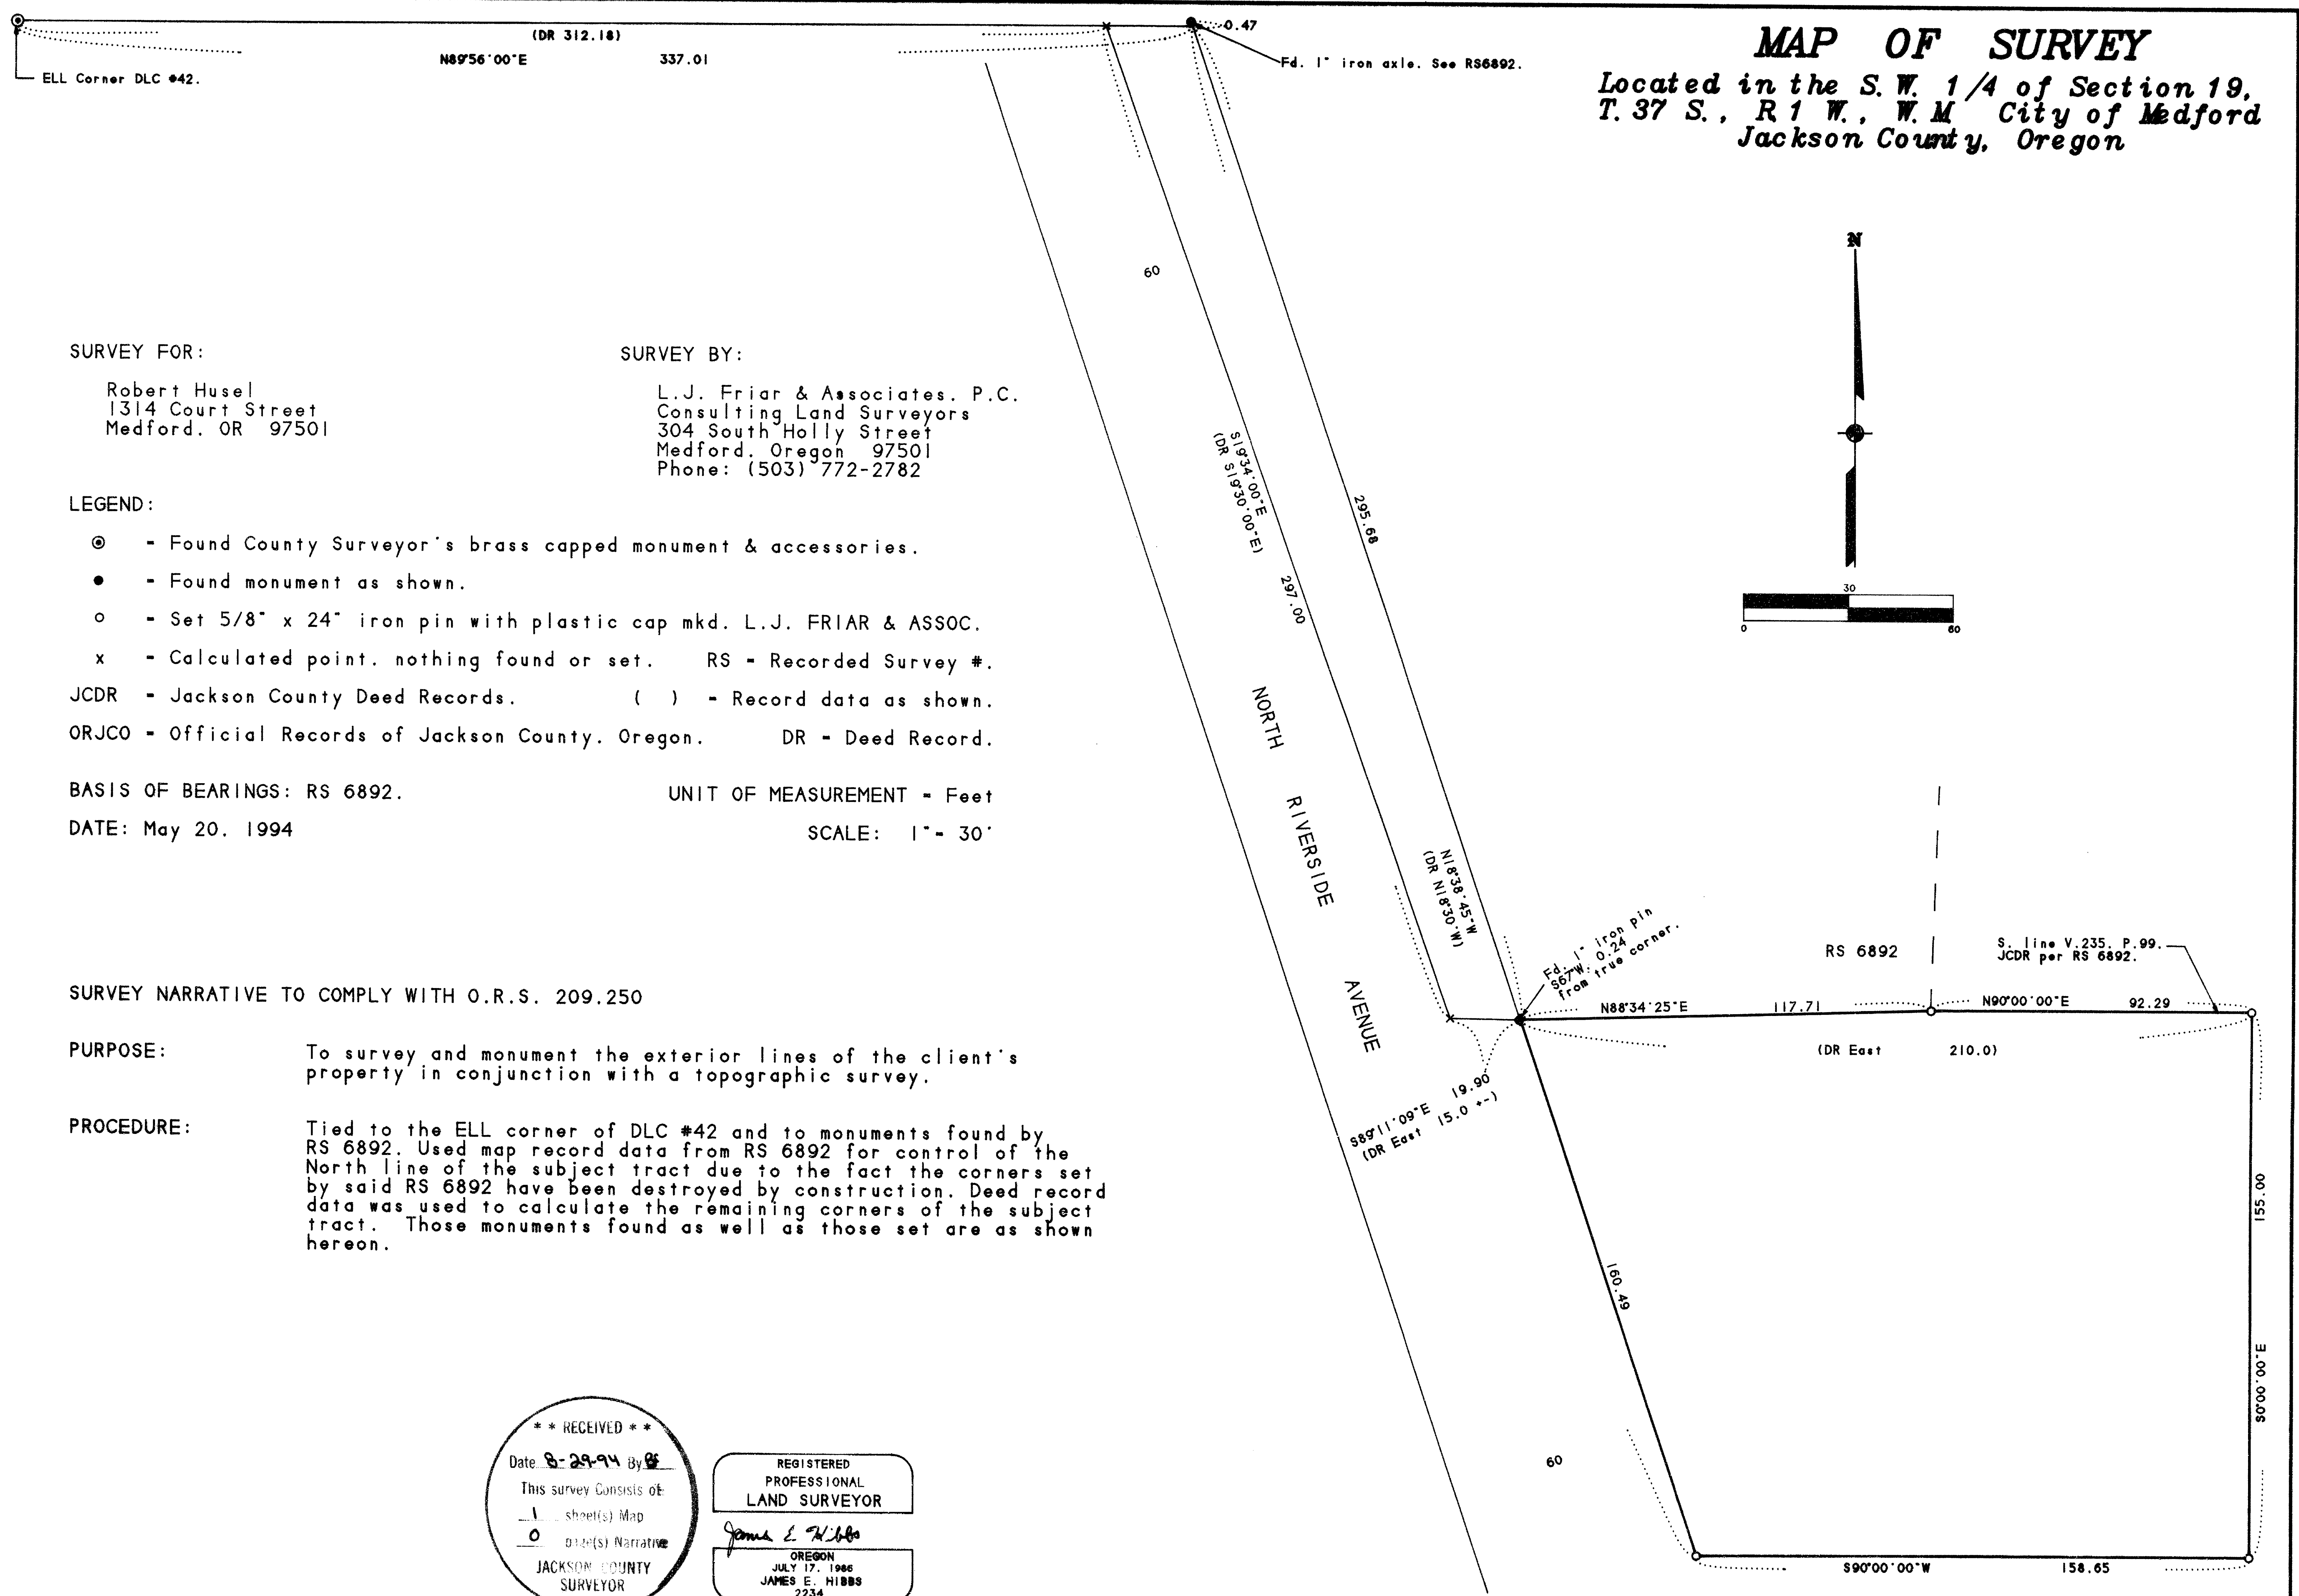 (DR 312.18)
N89°56'00"E 337.01
ELL Corner DLC #42.
0.47
Fd. 1" iron axle. See RS6892.
MAP OF SURVEY
Located in the S.W. 1/4 of Section 19,
T. 37 S., R 1 W., W.M City of Medford
Jackson County, Oregon
N
30
0 60
SURVEY FOR:
Robert Husel
1314 Court Street
Medford, OR 97501
SURVEY BY:
L.J. Friar & Associates, P.C.
Consulting Land Surveyors
304 South Holly Street
Medford, Oregon 97501
Phone: (503) 772-2782
LEGEND:
- Found County Surveyor's brass capped monument & accessories.
- Found monument as shown.
- Set 5/8" x 24" iron pin with plastic cap mkd. L.J. FRIAR & ASSOC.
x - Calculated point, nothing found or set. RS - Recorded Survey #.
JCDR - Jackson County Deed Records. ( ) - Record data as shown.
ORJCO - Official Records of Jackson County, Oregon. DR - Deed Record.
BASIS OF BEARINGS: RS 6892. UNIT OF MEASUREMENT = Feet
DATE: May 20, 1994 SCALE: 1"= 30'
SURVEY NARRATIVE TO COMPLY WITH O.R.S. 209.250
PURPOSE: To survey and monument the exterior lines of the client's
property in conjunction with a topographic survey.
PROCEDURE: Tied to the ELL corner of DLC #42 and to monuments found by
RS 6892. Used map record data from RS 6892 for control of the
North line of the subject tract due to the fact the corners set
by said RS 6892 have been destroyed by construction. Deed record
data was used to calculate the remaining corners of the subject
tract. Those monuments found as well as those set are as shown
hereon.
60
S19°34'00"E
(DR S19°30'00"E)
297.00
295.68
NORTH RIVERSIDE AVENUE
N18°38'45"W
(DR N18°30'W)
Fd. 1" iron pin
S67°W. 0.24
from true corner.
RS 6892
S. line V.235, P.99,
JCDR per RS 6892.
N88°34'25"E 117.71
N90°00'00"E 92.29
(DR East 210.0)
S89°11'09"E 19.90
(DR East 15.0 +-)
160.49
155.00
S0°00'00"E
60
S90°00'00"W 158.65
* * RECEIVED * *
Date 8-29-94 By
This survey Consists of:
1 sheet(s) Map
0 page(s) Narrative
JACKSON COUNTY
SURVEYOR
REGISTERED
PROFESSIONAL
LAND SURVEYOR
James E. Hibbs
OREGON
JULY 17, 1986
JAMES E. HIBBS
2234